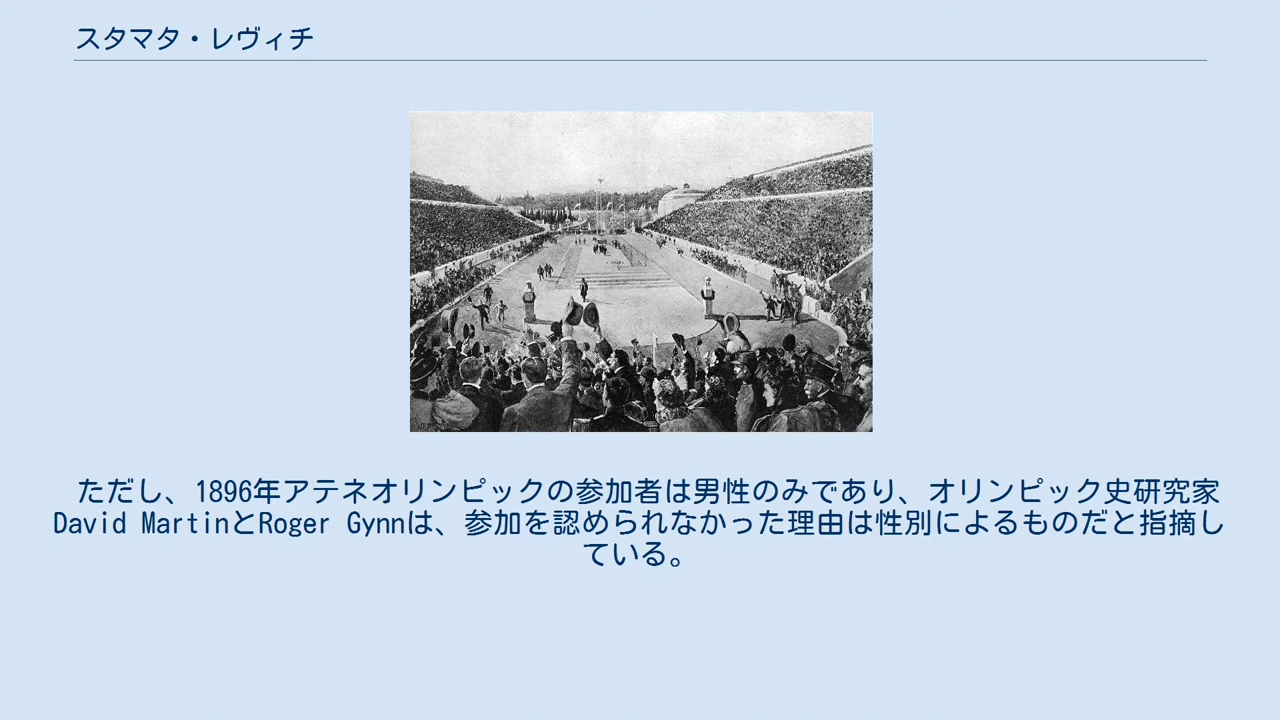 スタマタ・レヴィチ
ただし、1896年アテネオリンピックの参加者は男性のみであり、オリンピック史研究家
David MartinとRoger Gynnは、参加を認められなかった理由は性別によるものだと指摘し
ている。